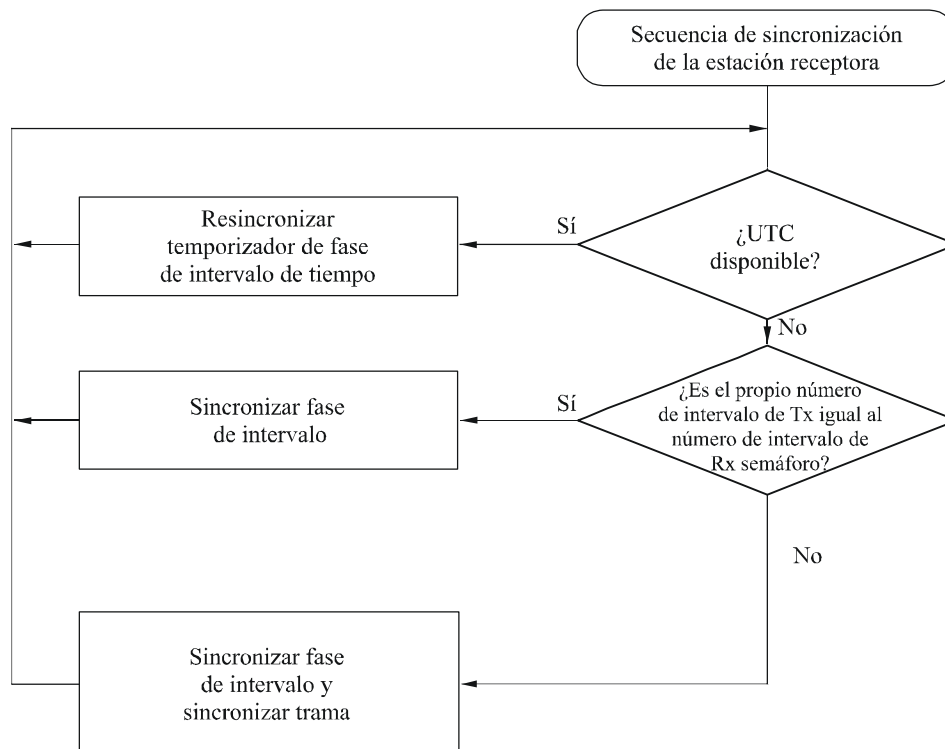 Secuencia de sincronización
de la estación receptora
¿UTC
disponible?
Sí
Resincronizar
temporizador de fase
de intervalo de tiempo
No
¿Es el propio número
de intervalo de Tx igual al
número de intervalo de
Rx semáforo?
Sí
Sincronizar fase
de intervalo
No
Sincronizar fase
de intervalo y
sincronizar trama